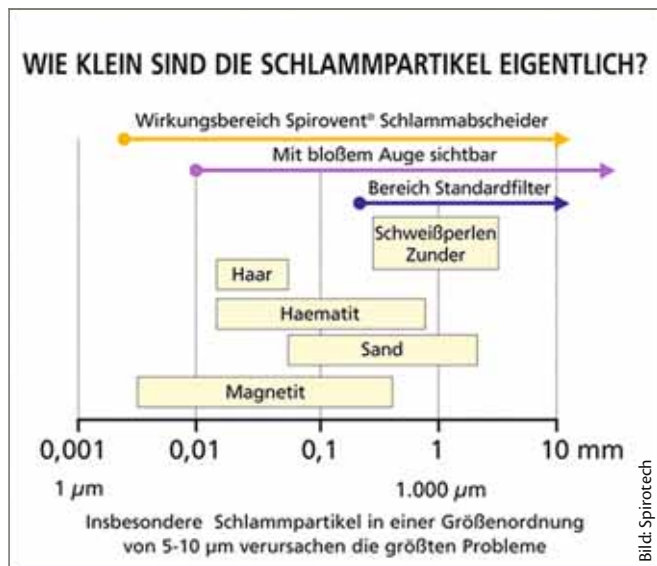 WIE KLEIN SIND DIE SCHLAMMPARTIKEL EIGENTLICH?
Wirkungsbereich Spirovent® Schlammabscheider
Mit bloßem Auge sichtbar
Bereich Standardfilter
Schweißperlen
Zunder
Haar
Haematit
Sand
Magnetit
0,001 0,01 0,1 1 10 mm
1 µm 1.000 µm
Insbesondere Schlammpartikel in einer Größenordnung
von 5-10 µm verursachen die größten Probleme
Bild: Spirotech